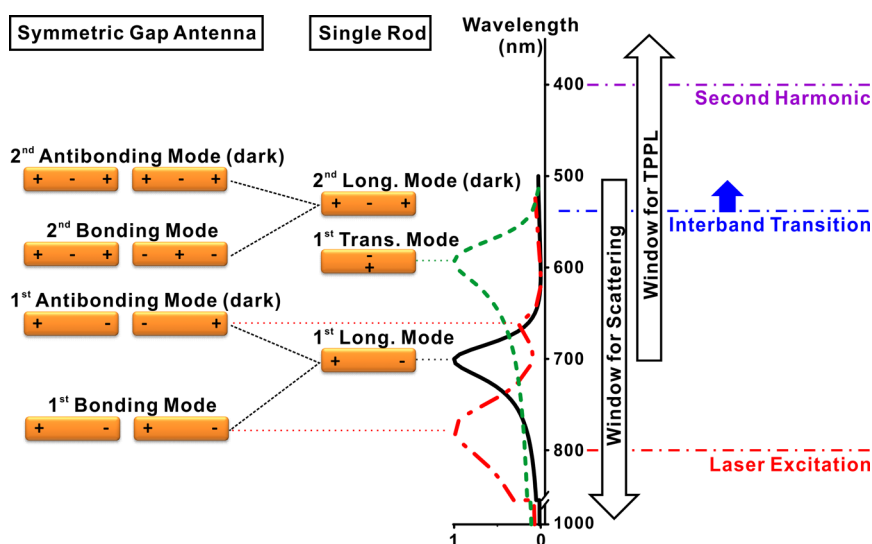 Symmetric Gap Antenna
Single Rod
Wavelength
(nm)
400
Second Harmonic
2nd Antibonding Mode (dark)
+ - + + - +
500
2nd Long. Mode (dark)
+ - +
Interband Transition
2nd Bonding Mode
+ - + - + -
1st Trans. Mode
-
+
600
1st Antibonding Mode (dark)
+ - - +
1st Long. Mode
+ -
700
1st Bonding Mode
+ - + -
800
Laser Excitation
1000
1 0
Window for Scattering
Window for TPPL